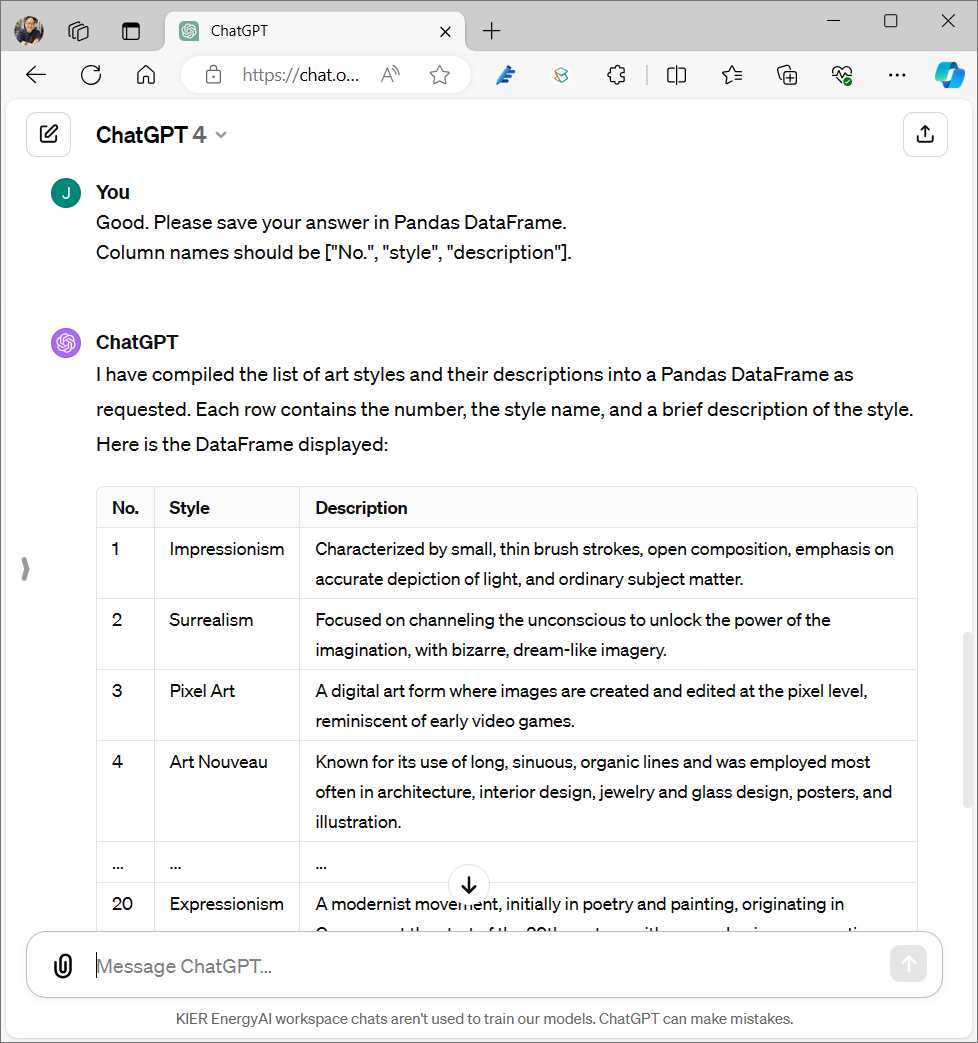 ChatGPT
https://chat.o...
ChatGPT 4
J
You
Good. Please save your answer in Pandas DataFrame.
Column names should be ["No.", "style", "description"].
ChatGPT
I have compiled the list of art styles and their descriptions into a Pandas DataFrame as
requested. Each row contains the number, the style name, and a brief description of the style.
Here is the DataFrame displayed:
No. Style Description
1 Impressionism Characterized by small, thin brush strokes, open composition, emphasis on
accurate depiction of light, and ordinary subject matter.
2 Surrealism Focused on channeling the unconscious to unlock the power of the
imagination, with bizarre, dream-like imagery.
3 Pixel Art A digital art form where images are created and edited at the pixel level,
reminiscent of early video games.
4 Art Nouveau Known for its use of long, sinuous, organic lines and was employed most
often in architecture, interior design, jewelry and glass design, posters, and
illustration.
... ... ...
20 Expressionism A modernist movement, initially in poetry and painting, originating in
Message ChatGPT...
KIER EnergyAI workspace chats aren't used to train our models. ChatGPT can make mistakes.